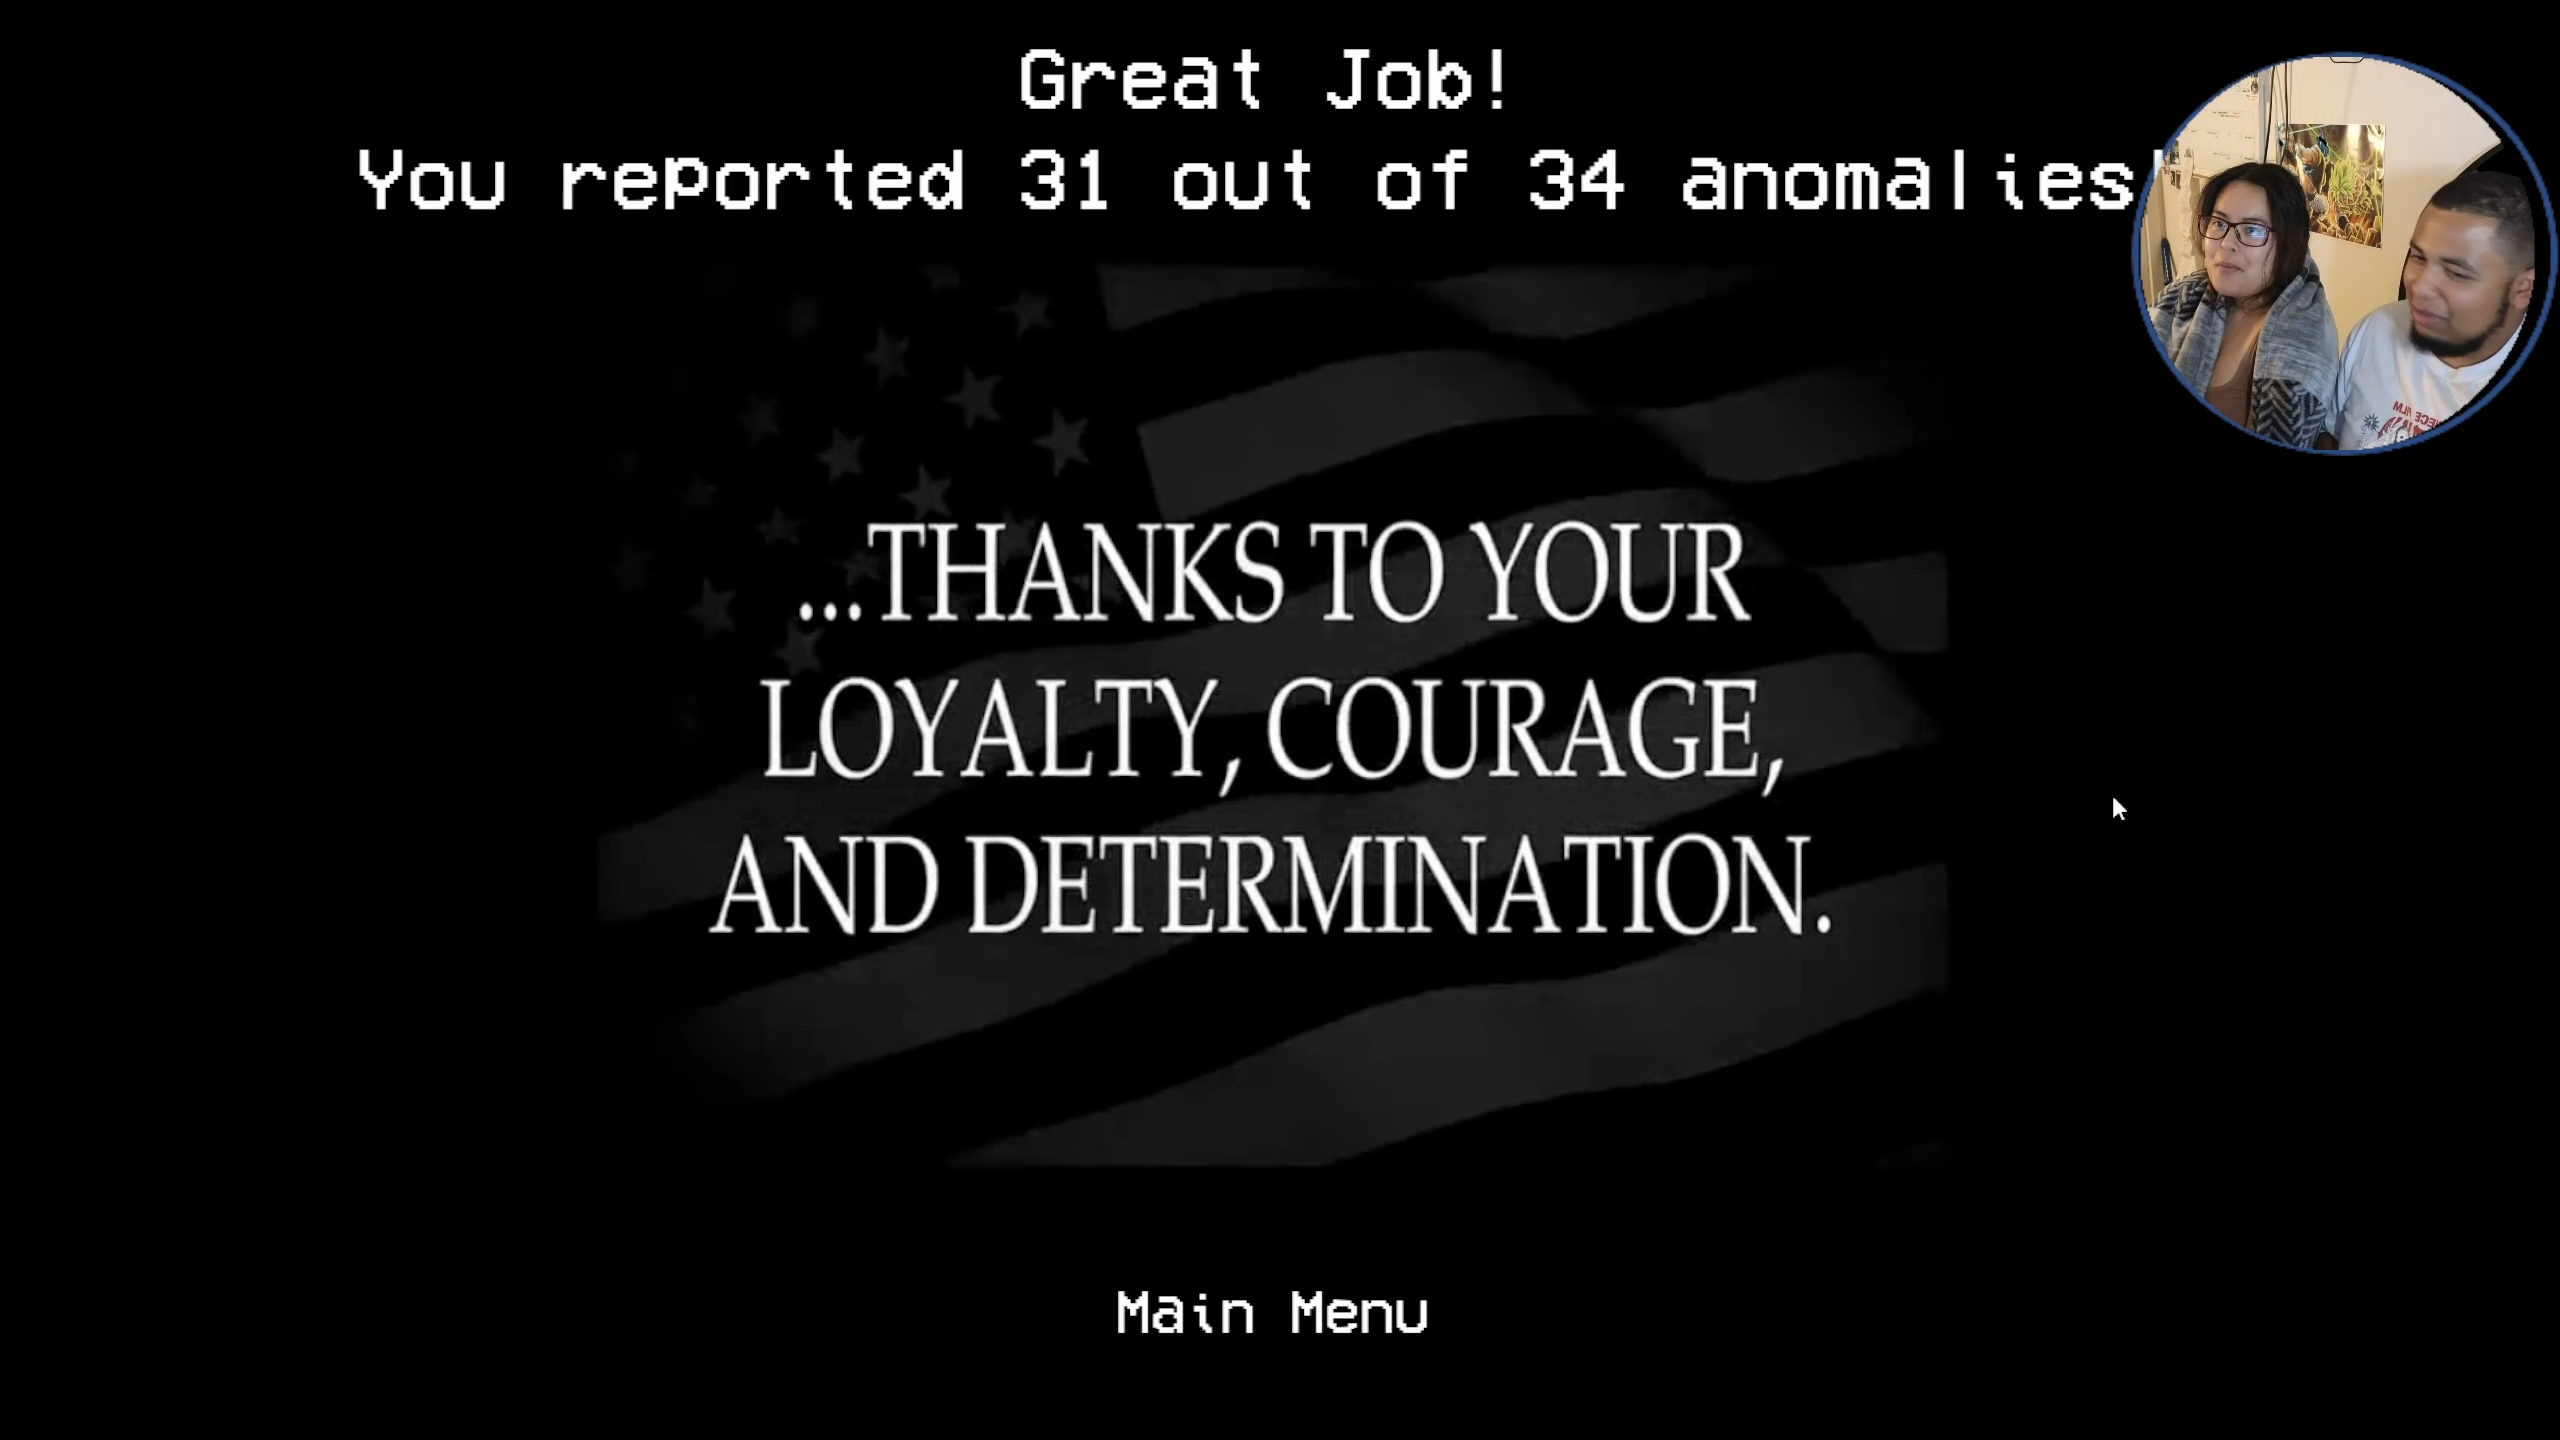 Great Job!
You reported 31 out of 34 anomalies!
...THANKS TO YOUR
LOYALTY, COURAGE,
AND DETERMINATION.
Main Menu